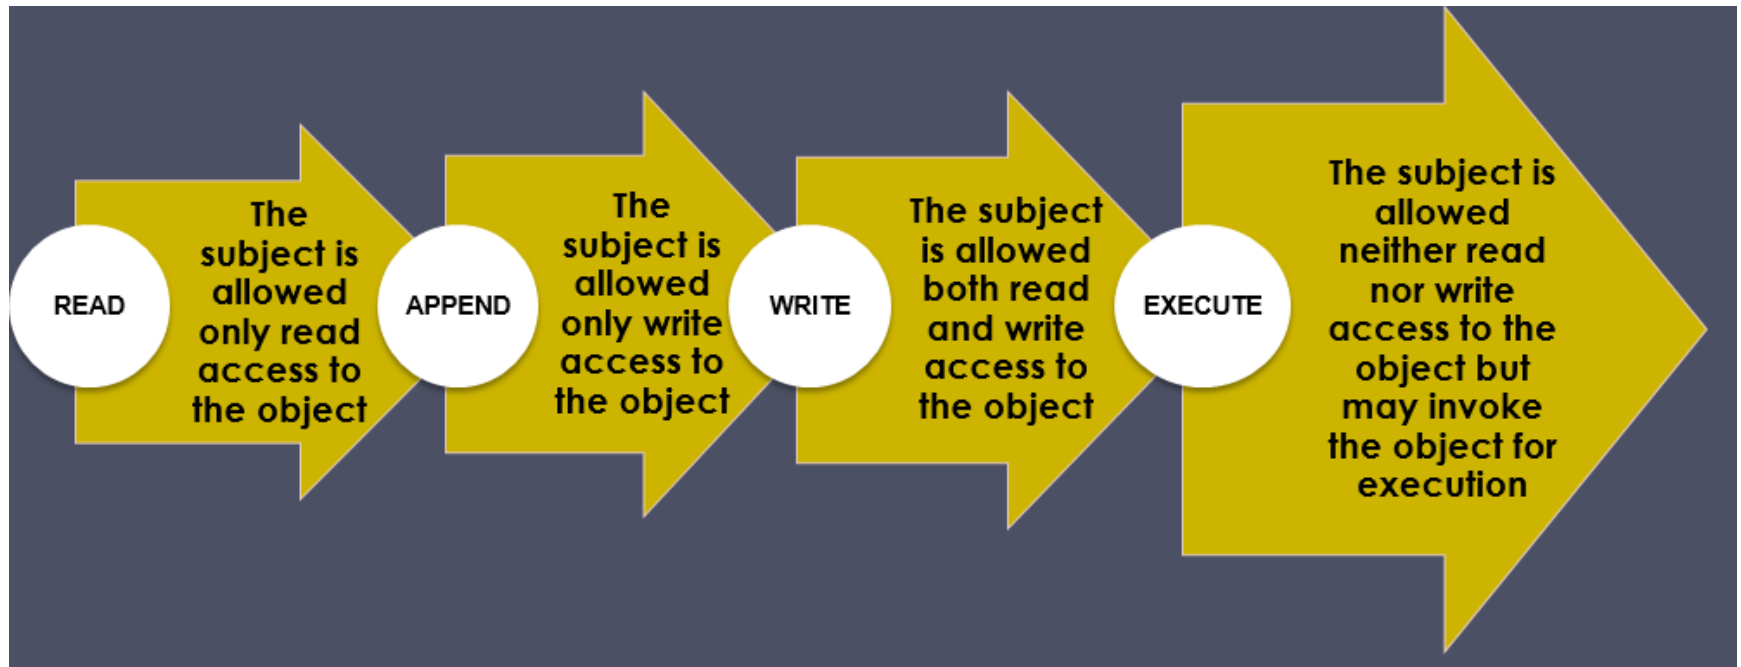 READ
The
subject is
allowed
only read
access to
the object
APPEND
The
subject is
allowed
only write
access to
the object
WRITE
The subject
is allowed
both read
and write
access to
the object
EXECUTE
The subject is
allowed
neither read
nor write
access to the
object but
may invoke
the object for
execution